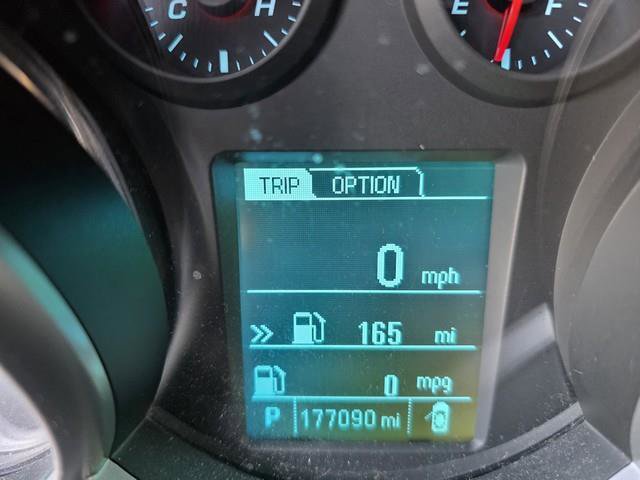 C H E F
TRIP OPTION
0 mph
» 165 mi
0 mpg
P 177090 mi